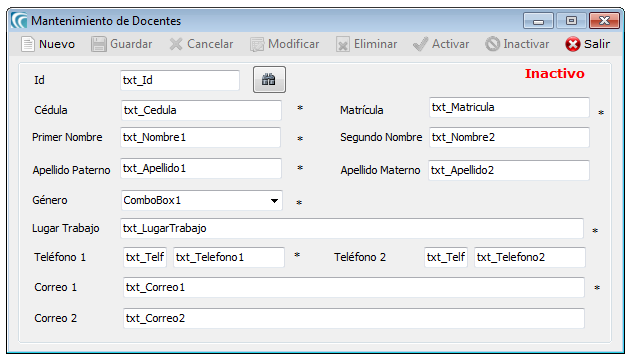 Mantenimiento de Docentes
Nuevo Guardar Cancelar Modificar Eliminar Activar Inactivar Salir
Inactivo
Id txt_Id
Cédula txt_Cedula * Matrícula txt_Matricula *
Primer Nombre txt_Nombre1 * Segundo Nombre txt_Nombre2
Apellido Paterno txt_Apellido1 * Apellido Materno txt_Apellido2
Género ComboBox1 *
Lugar Trabajo txt_LugarTrabajo *
Teléfono 1 txt_Telf txt_Telefono1 * Teléfono 2 txt_Telf txt_Telefono2
Correo 1 txt_Correo1 *
Correo 2 txt_Correo2